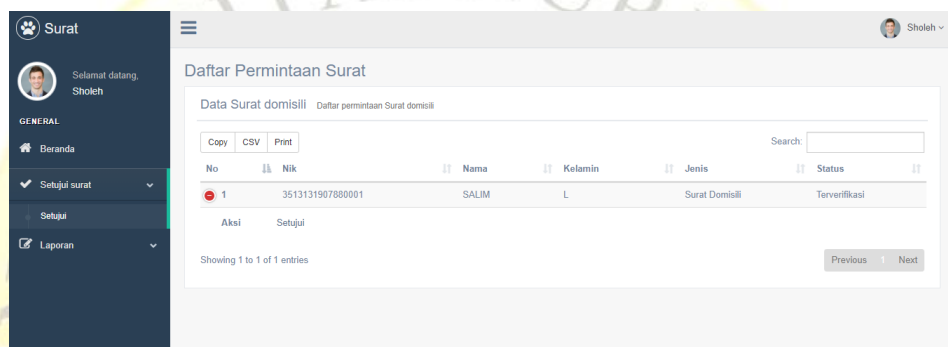 Surat
Sholeh
Selamat datang,
Sholeh
GENERAL
Beranda
Setujui surat
Setujui
Laporan
Daftar Permintaan Surat
Data Surat domisili Daftar permintaan Surat domisili
Copy CSV Print
Search:
No Nik Nama Kelamin Jenis Status
1 3513131907880001 SALIM L Surat Domisili Terverifikasi
Aksi Setujui
Showing 1 to 1 of 1 entries
Previous 1 Next